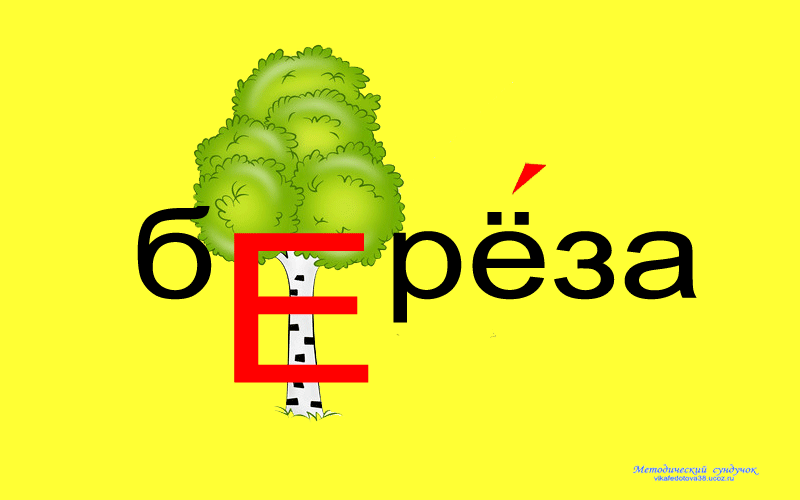 бЕрёза
Методический сундучок
vikafedotova38.ucoz.ru